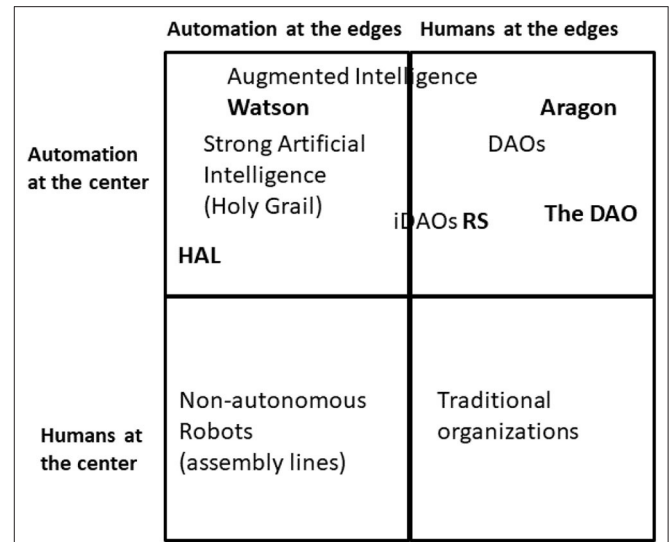 Automation at the edges Humans at the edges
Augmented Intelligence
Watson
Aragon
Strong Artificial
Intelligence
(Holy Grail)
DAOs
Automation
at the center
iDAOs RS
The DAO
HAL
Non-autonomous
Robots
(assembly lines)
Traditional
organizations
Humans at
the center